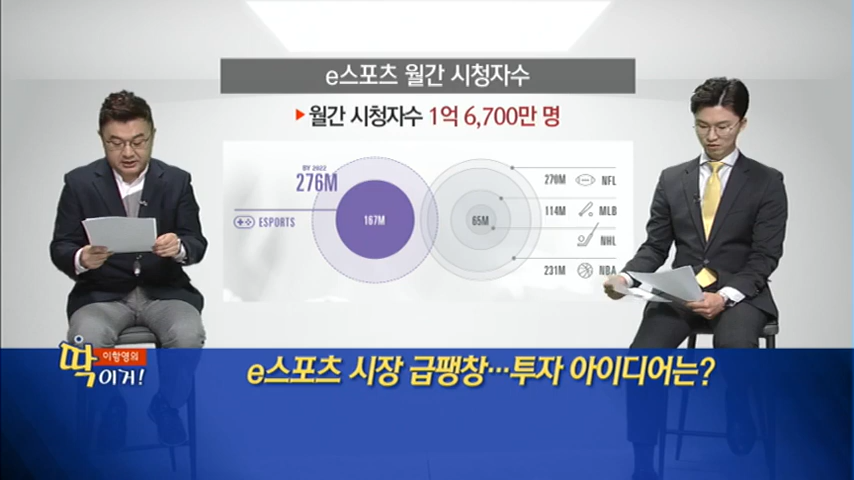 e스포츠 월간 시청자수
▶월간 시청자수 1억 6,700만 명
BY 2022
276M
ESPORTS
167M
65M
270M NFL
114M MLB
NHL
231M NBA
이항영의
딱
이거!
e스포츠 시장 급팽창…투자 아이디어는?